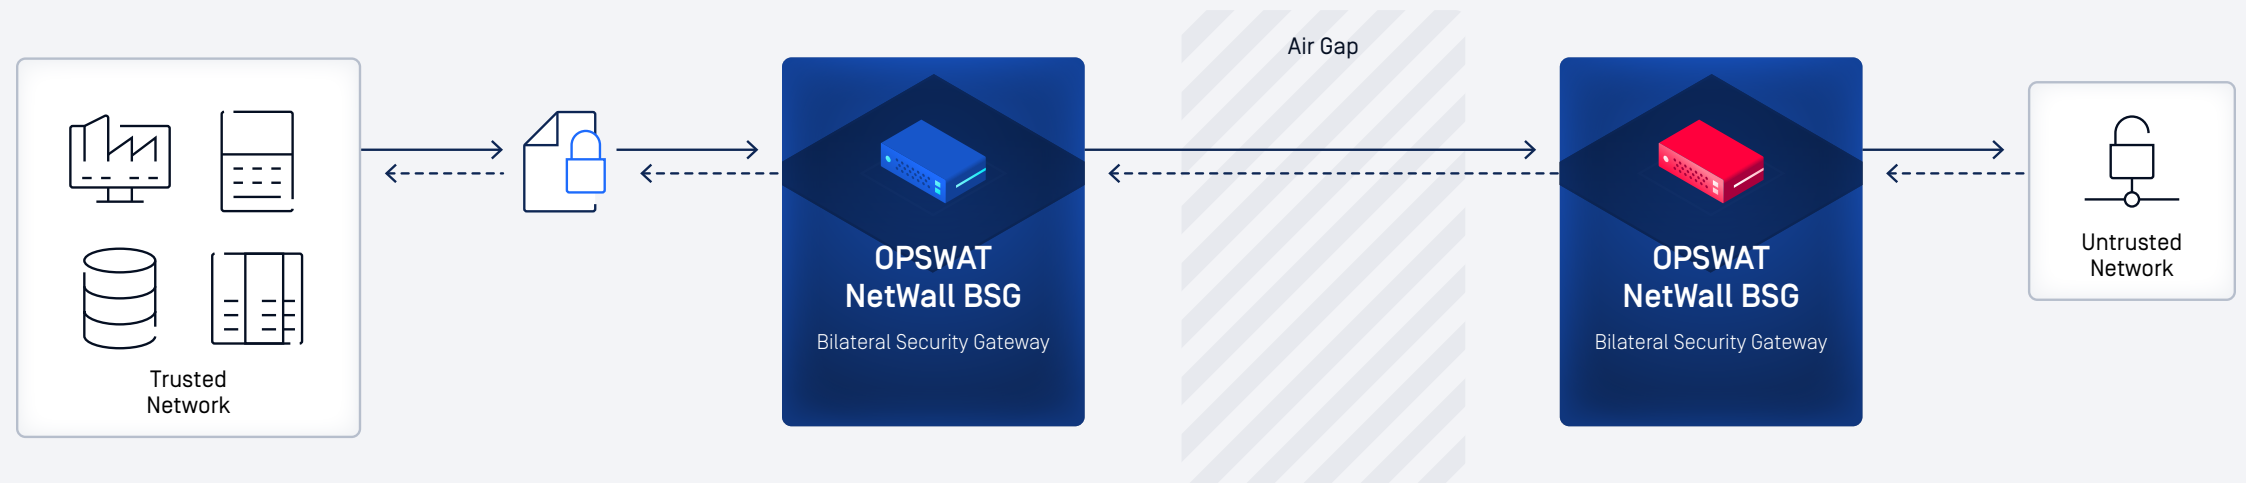 Air Gap
Trusted
Network
OPSWAT
NetWall BSG
Bilateral Security Gateway
OPSWAT
NetWall BSG
Bilateral Security Gateway
Untrusted
Network